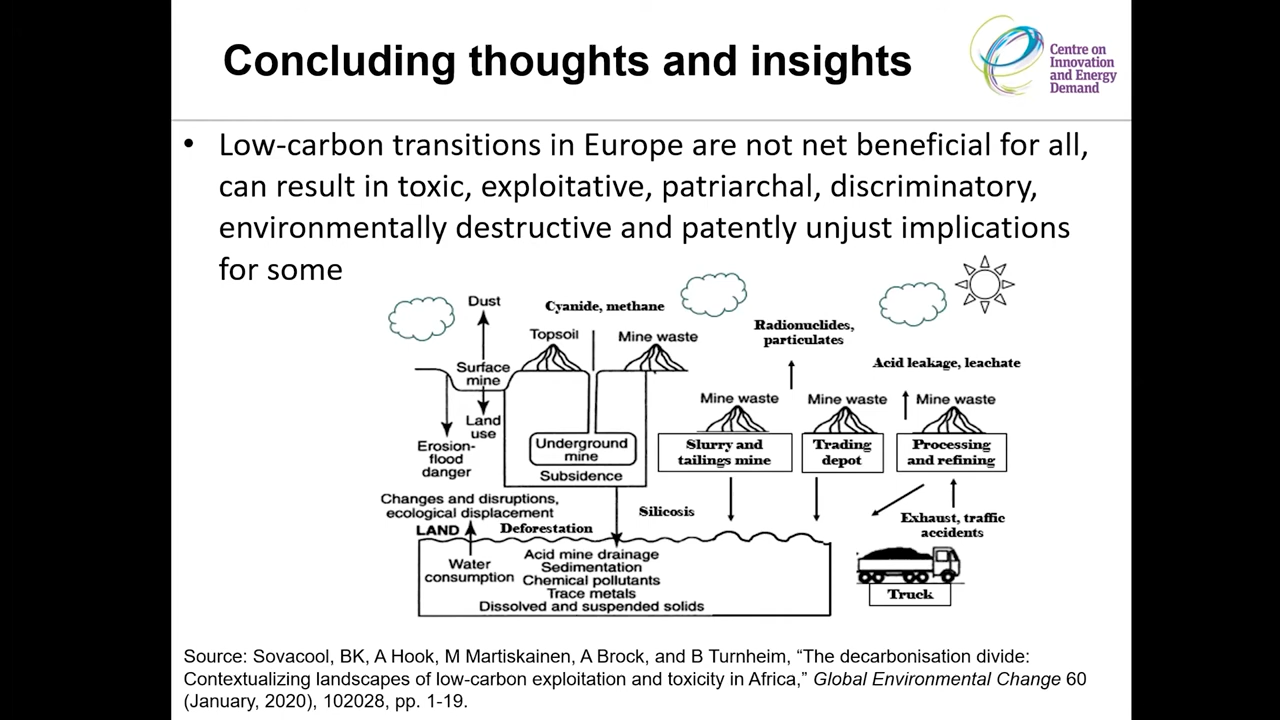 Concluding thoughts and insights
Centre on
Innovation
and Energy
Demand
• Low-carbon transitions in Europe are not net beneficial for all,
can result in toxic, exploitative, patriarchal, discriminatory,
environmentally destructive and patently unjust implications
for some
Dust
Cyanide, methane
Topsoil
Mine waste
Surface
mine
Land
use
Erosion-
flood
danger
Underground
mine
Subsidence
Radionuclides,
particulates
Acid leakage, leachate
Mine waste
Slurry and
tailings mine
Mine waste
Trading
depot
Mine waste
Processing
and refining
Changes and disruptions,
ecological displacement
LAND
Deforestation
Silicosis
Exhaust, traffic
accidents
Water
consumption
Acid mine drainage
Sedimentation
Chemical pollutants
Trace metals
Dissolved and suspended solids
Truck
Source: Sovacool, BK, A Hook, M Martiskainen, A Brock, and B Turnheim, “The decarbonisation divide:
Contextualizing landscapes of low-carbon exploitation and toxicity in Africa,” Global Environmental Change 60
(January, 2020), 102028, pp. 1-19.